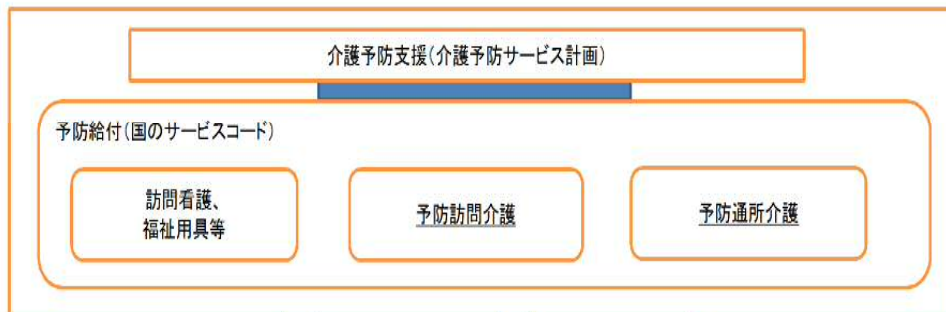 介護予防支援(介護予防サービス計画)
予防給付(国のサービスコード)
訪問看護、
福祉用具等
予防訪問介護
予防通所介護